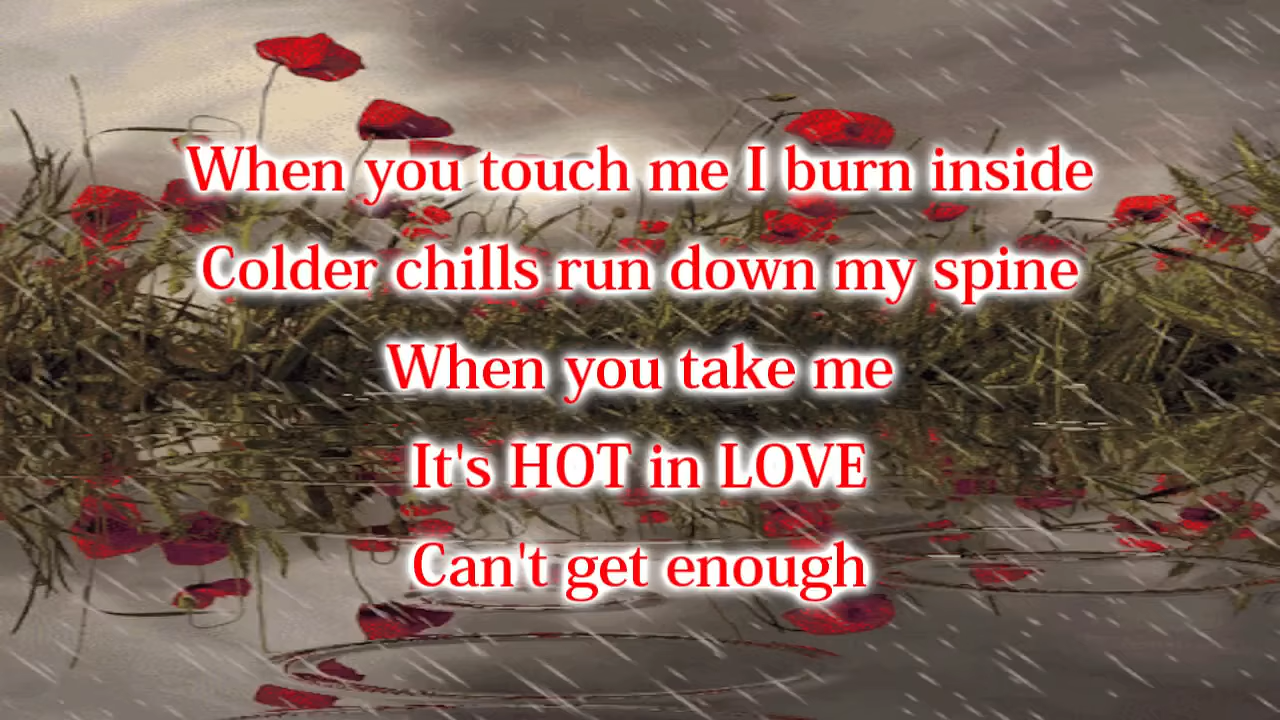 When you touch me I burn inside
Colder chills run down my spine
When you take me
It's HOT in LOVE
Can't get enough